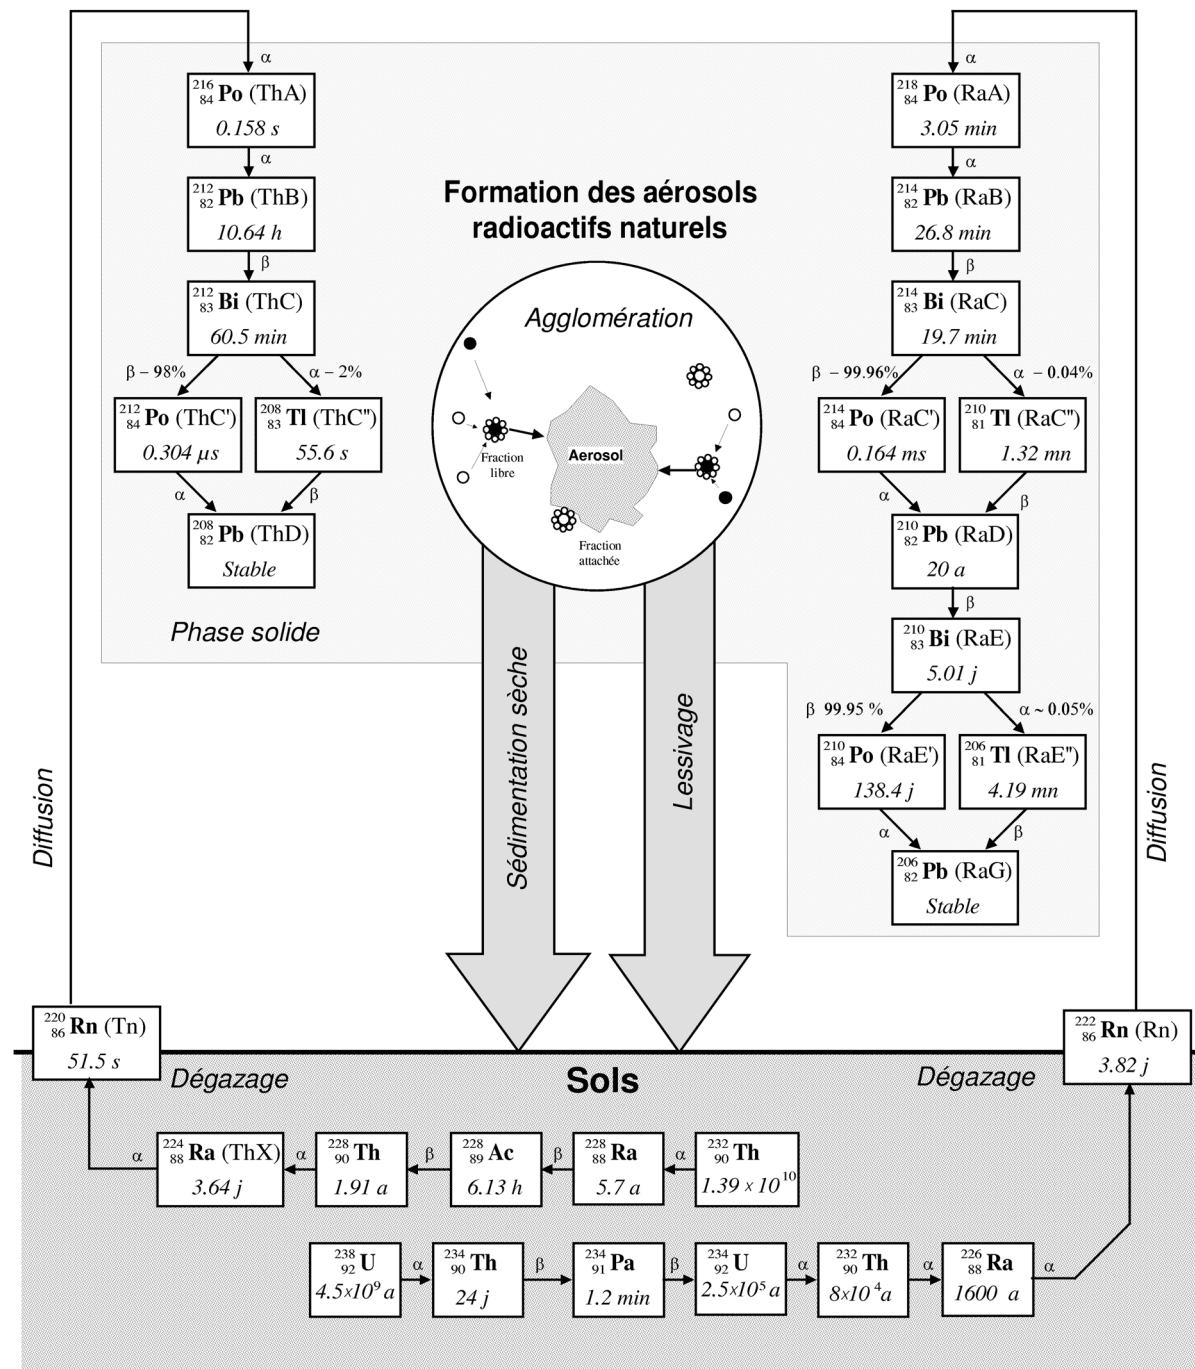 α
216
84 Po (ThA)
0.158 s
α
212
82 Pb (ThB)
10.64 h
β
212
83 Bi (ThC)
60.5 min
β – 98%
α – 2%
212
84 Po (ThC')
0.304 µs
208
83 Tl (ThC'')
55.6 s
α
β
208
82 Pb (ThD)
Stable
Phase solide
Formation des aérosols
radioactifs naturels
Agglomération
Fraction
libre
Aerosol
Fraction
attachée
Sédimentation sèche
Lessivage
α
218
84 Po (RaA)
3.05 min
α
214
82 Pb (RaB)
26.8 min
β
214
83 Bi (RaC)
19.7 min
β – 99.96%
α – 0.04%
214
84 Po (RaC')
0.164 ms
210
81 Tl (RaC'')
1.32 mn
α
β
210
82 Pb (RaD)
20 a
β
210
83 Bi (RaE)
5.01 j
β 99.95 %
α ~ 0.05%
210
84 Po (RaE')
138.4 j
206
81 Tl (RaE'')
4.19 mn
α
β
206
82 Pb (RaG)
Stable
Diffusion
Diffusion
220
86 Rn (Tn)
51.5 s
222
86 Rn (Rn)
3.82 j
Dégazage
Sols
Dégazage
α
224
88 Ra (ThX)
3.64 j
α
228
90 Th
1.91 a
β
228
89 Ac
6.13 h
β
228
88 Ra
5.7 a
α
232
90 Th
1.39 × 10^10
238
92 U
4.5×10^9 a
α
234
90 Th
24 j
β
234
91 Pa
1.2 min
β
234
92 U
2.5×10^5 a
α
232
90 Th
8×10^4 a
α
226
88 Ra
1600 a
α